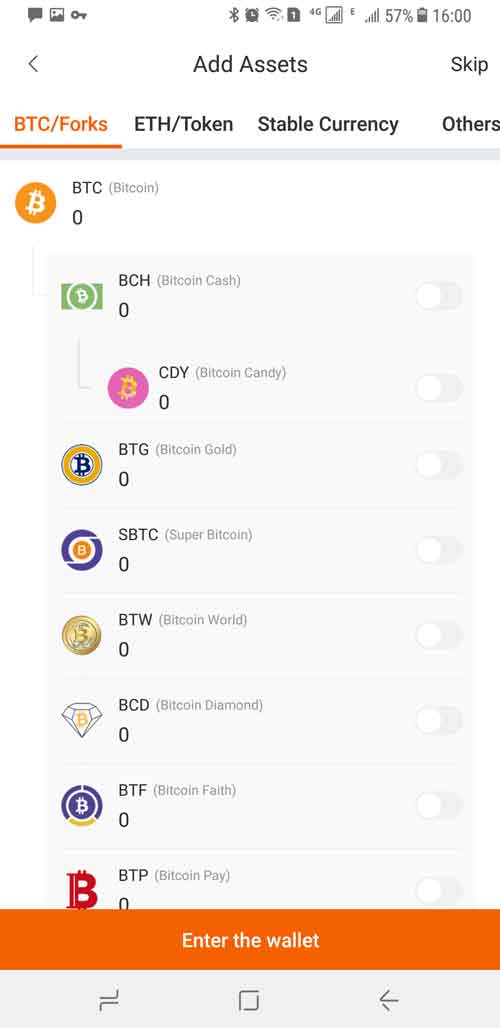 4G E 57% 16:00
Add Assets Skip
BTC/Forks ETH/Token Stable Currency Others
BTC (Bitcoin)
0
BCH (Bitcoin Cash)
0
CDY (Bitcoin Candy)
0
BTG (Bitcoin Gold)
0
SBTC (Super Bitcoin)
0
BTW (Bitcoin World)
0
BCD (Bitcoin Diamond)
0
BTF (Bitcoin Faith)
0
BTP (Bitcoin Pay)
0
Enter the wallet